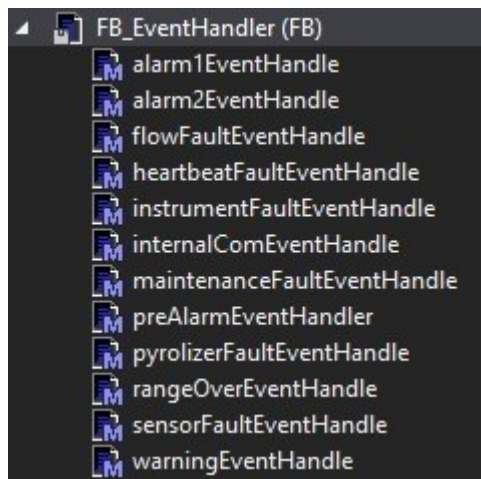 FB_EventHandler (FB)
alarm1EventHandle
alarm2EventHandle
flowFaultEventHandle
heartbeatFaultEventHandle
instrumentFaultEventHandle
internalComEventHandle
maintenanceFaultEventHandle
preAlarmEventHandler
pyrolizerFaultEventHandle
rangeOverEventHandle
sensorFaultEventHandle
warningEventHandle